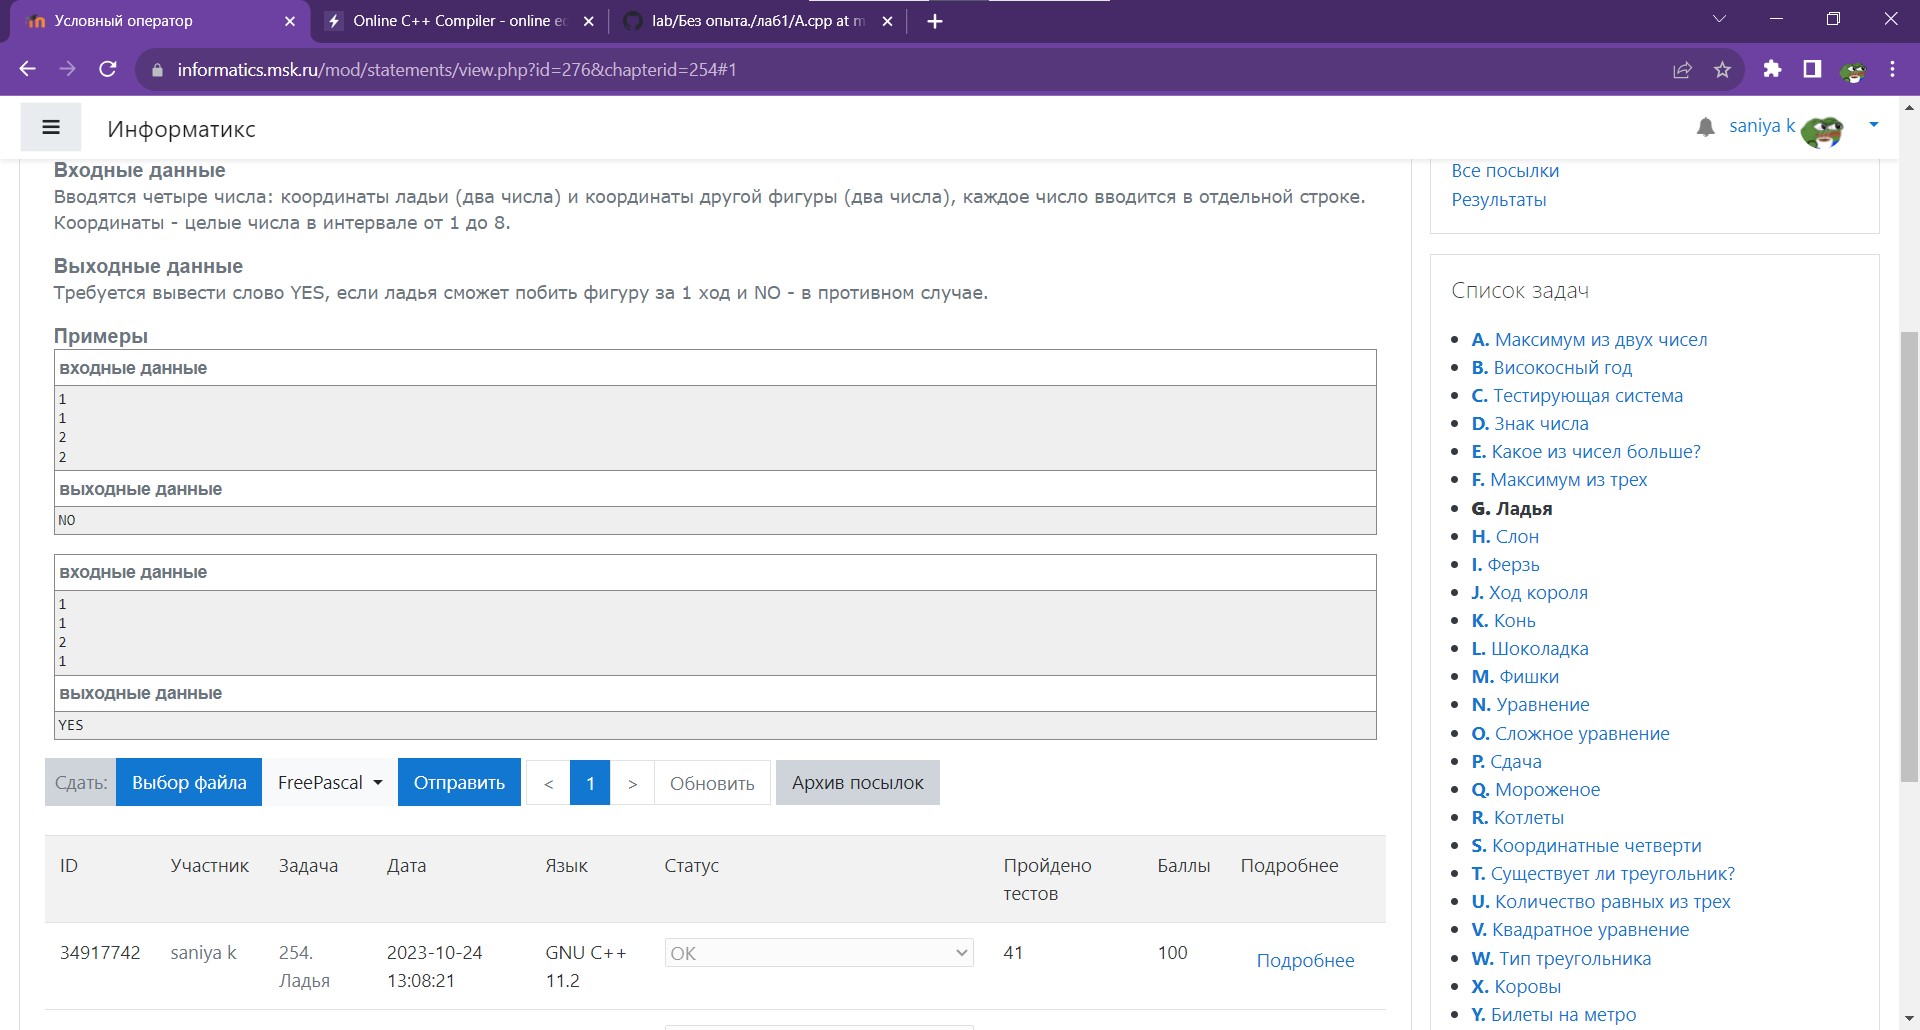 Условный оператор
Online C++ Compiler - online e
lab/Без опыта./лаб1/A.cpp at m
informatics.msk.ru/mod/statements/view.php?id=276&chapterid=254#1
Информатикс
saniya k
Входные данные
Вводятся четыре числа: координаты ладьи (два числа) и координаты другой фигуры (два числа), каждое число вводится в отдельной строке.
Координаты - целые числа в интервале от 1 до 8.
Выходные данные
Требуется вывести слово YES, если ладья сможет побить фигуру за 1 ход и NO - в противном случае.
Примеры
входные данные
1
1
2
2
выходные данные
NO
входные данные
1
1
2
1
выходные данные
YES
Сдать: Выбор файла FreePascal Отправить < 1 > Обновить Архив посылок
ID Участник Задача Дата Язык Статус Пройдено тестов Баллы Подробнее
34917742 saniya k 254. Ладья 2023-10-24 13:08:21 GNU C++ 11.2 OK 41 100 Подробнее
Все посылки
Результаты
Список задач
A. Максимум из двух чисел
B. Високосный год
C. Тестирующая система
D. Знак числа
E. Какое из чисел больше?
F. Максимум из трех
G. Ладья
H. Слон
I. Ферзь
J. Ход короля
K. Конь
L. Шоколадка
M. Фишки
N. Уравнение
O. Сложное уравнение
P. Сдача
Q. Мороженое
R. Котлеты
S. Координатные четверти
T. Существует ли треугольник?
U. Количество равных из трех
V. Квадратное уравнение
W. Тип треугольника
X. Коровы
Y. Билеты на метро